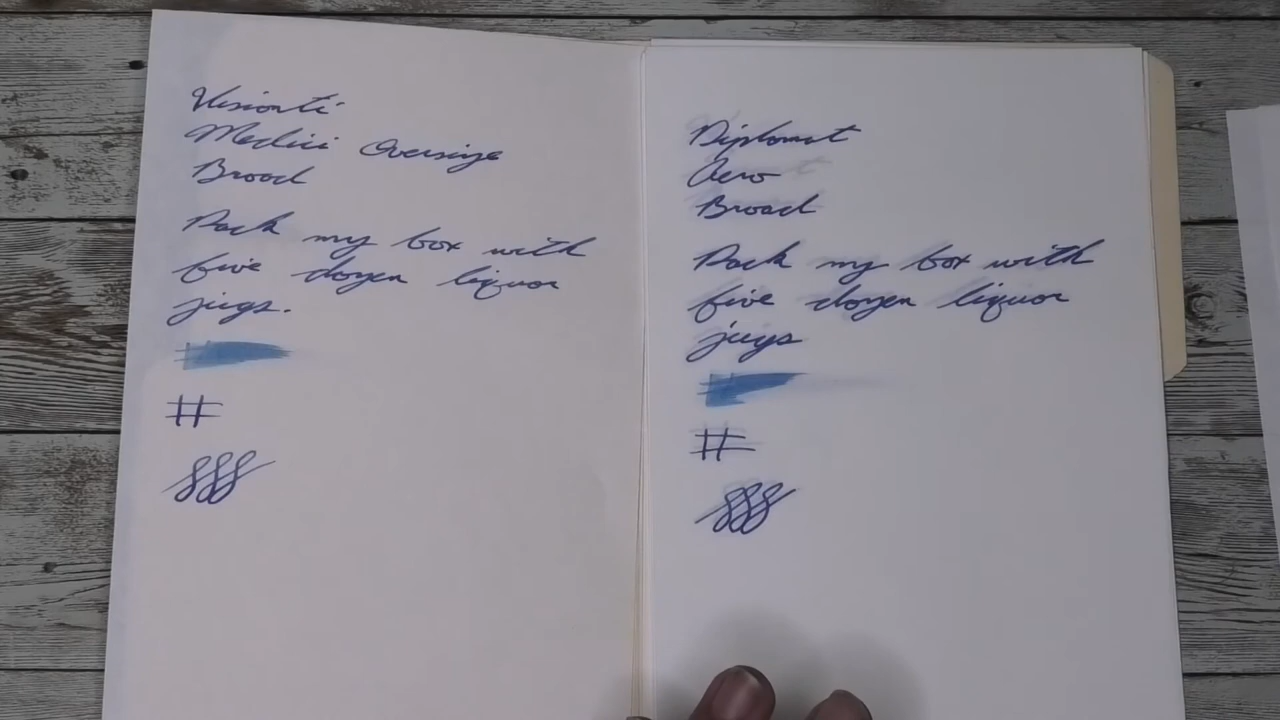 Visconti
Medici Oversize
Broad
Pack my box with
five dozen liquor
jugs.
#
Diplomat
Aero
Broad
Pack my box with
five dozen liquor
jugs
#